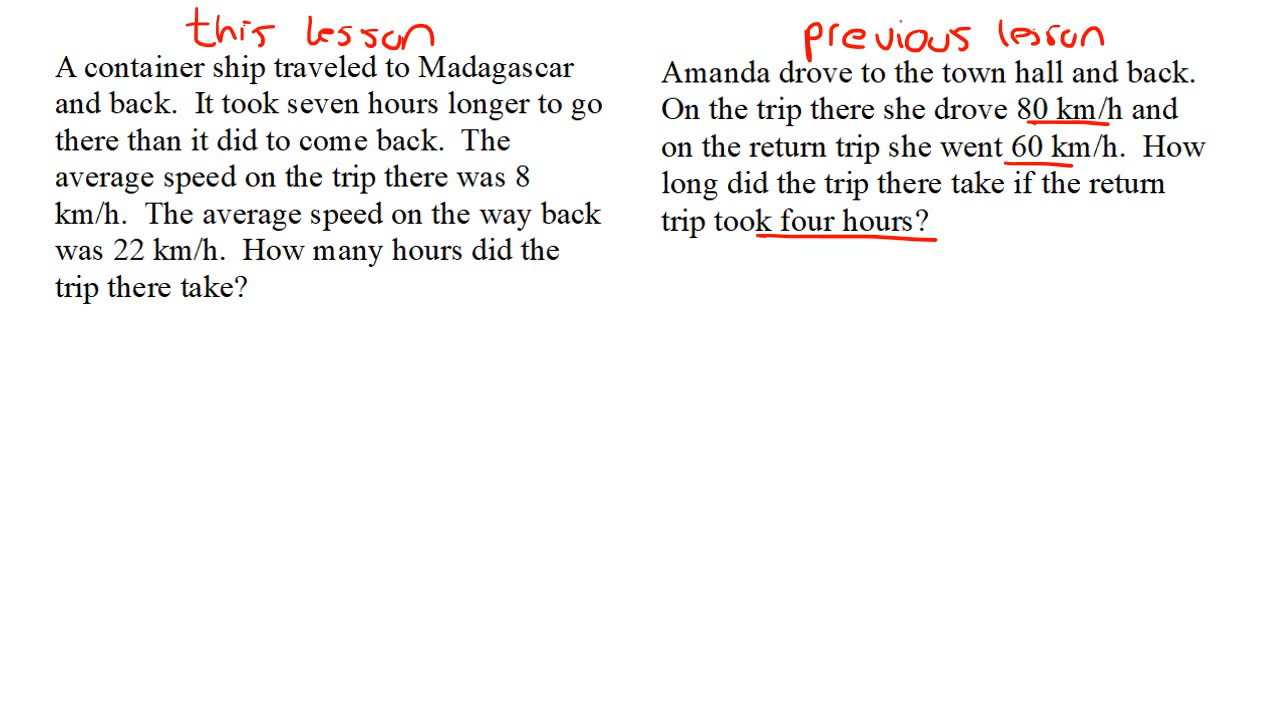 this lesson
A container ship traveled to Madagascar
and back.  It took seven hours longer to go
there than it did to come back.  The
average speed on the trip there was 8
km/h.  The average speed on the way back
was 22 km/h.  How many hours did the
trip there take?
previous lesson
Amanda drove to the town hall and back.
On the trip there she drove 80 km/h and
on the return trip she went 60 km/h.  How
long did the trip there take if the return
trip took four hours?